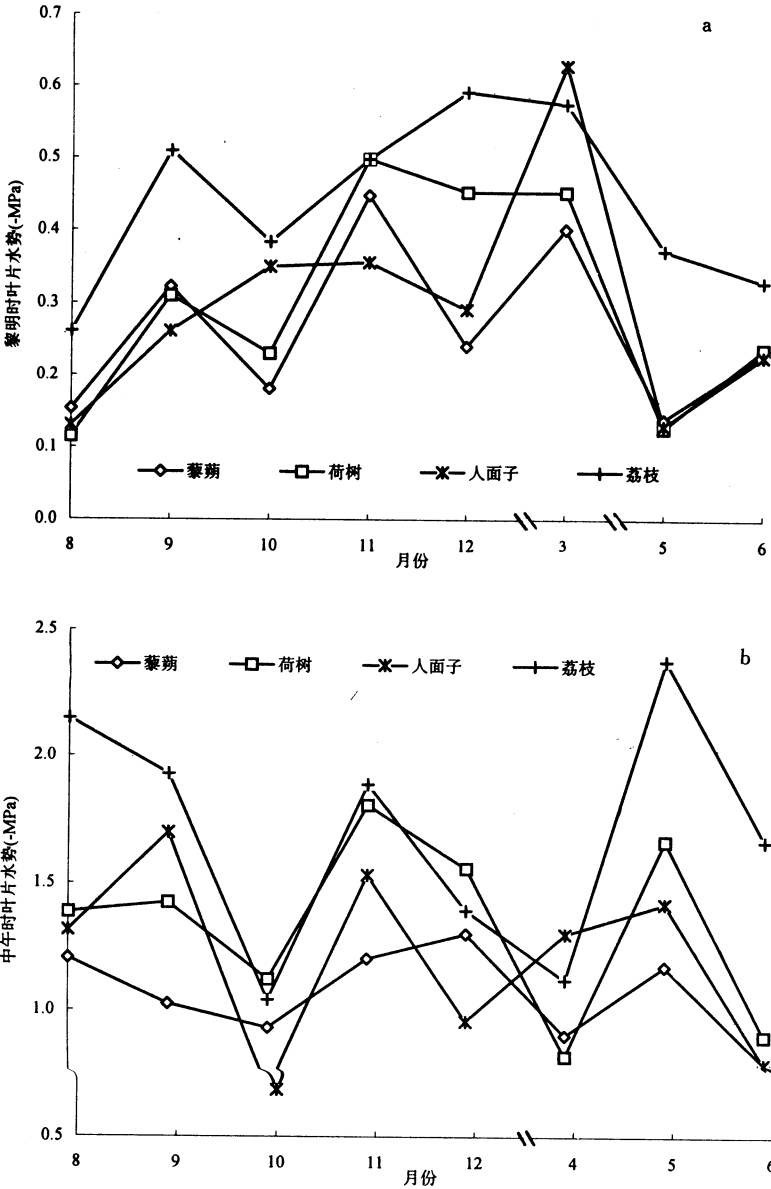 0.7
a
0.6
0.5
0.4
0.3
0.2
0.1
0.0
黎明时叶片水势(-MPa)
藜蒴 荷树 人面子 荔枝
8 9 10 11 12 3 5 6
月份
2.5
b
藜蒴 荷树 人面子 荔枝
2.0
1.5
1.0
0.5
中午时叶片水势(-MPa)
8 9 10 11 12 4 5 6
月份